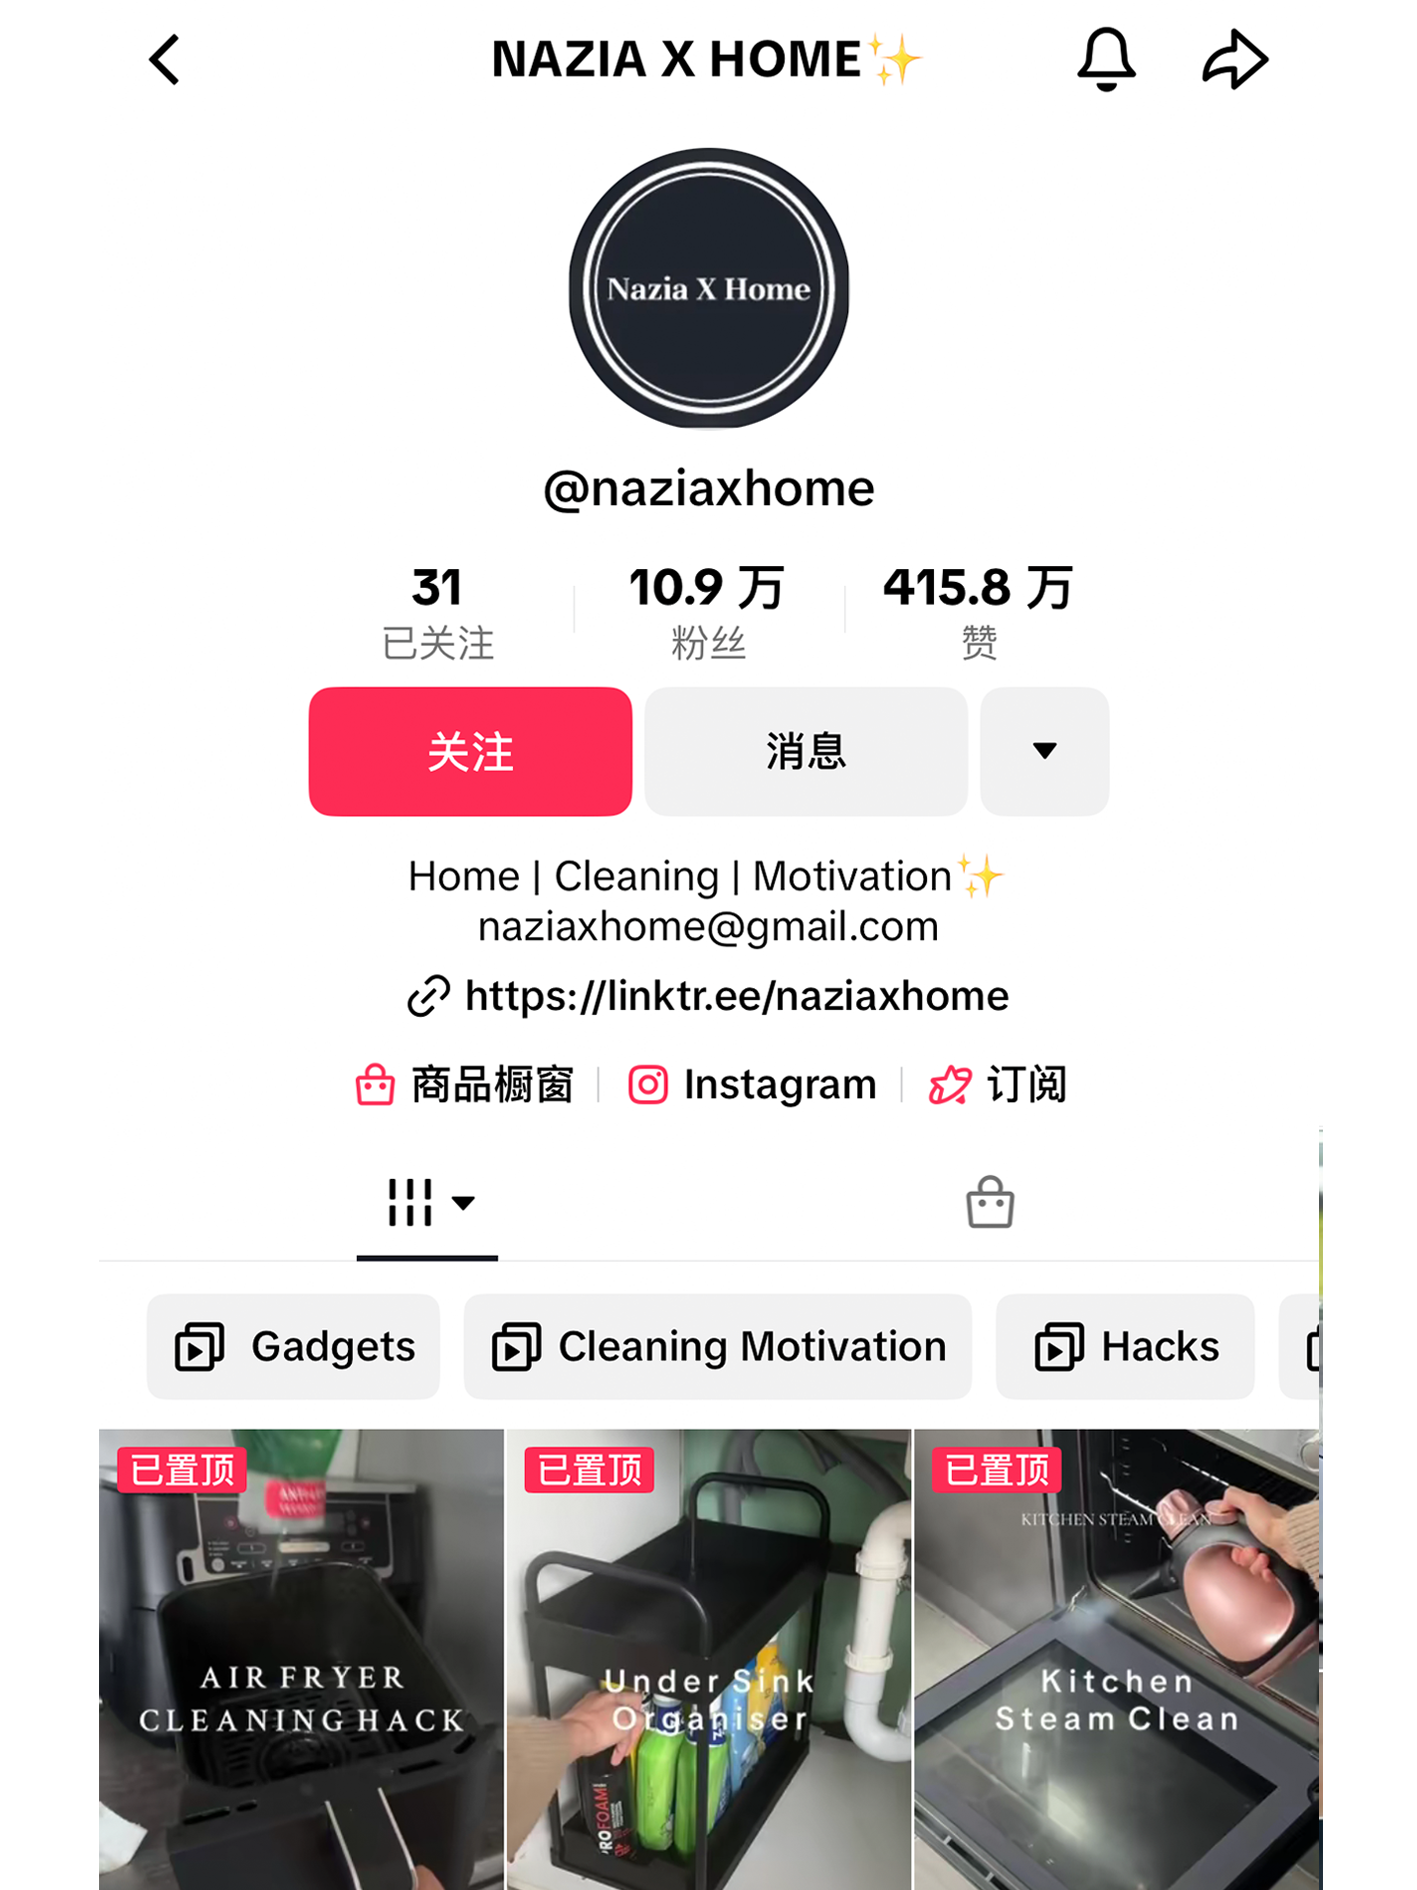 NAZIA X HOME✨
Nazia X Home
@naziaxhome
31
已关注
10.9 万
粉丝
415.8 万
赞
关注
消息
Home | Cleaning | Motivation✨
naziaxhome@gmail.com
https://linktr.ee/naziaxhome
商品橱窗
Instagram
订阅
Gadgets
Cleaning Motivation
Hacks
已置顶
AIR FRYER
CLEANING HACK
已置顶
Under Sink
Organiser
PROFOAM
已置顶
KITCHEN STEAM CLEAN
Kitchen
Steam Clean